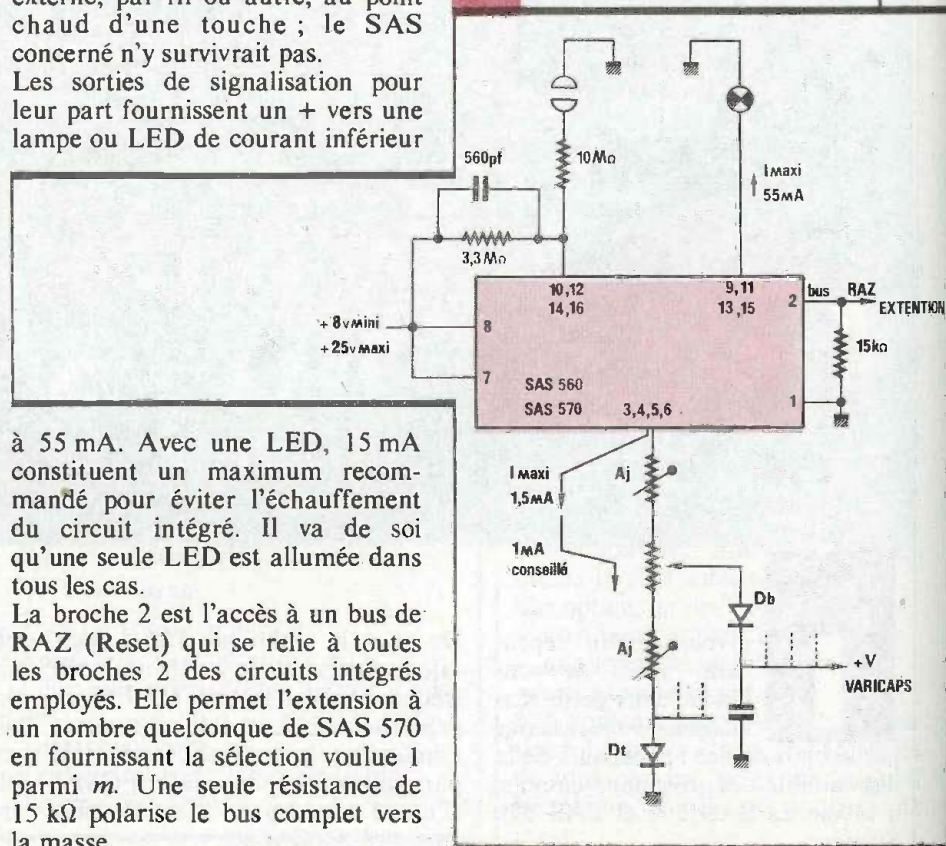 externe, par fil ou autre, au point
chaud d'une touche ; le SAS
concerné n'y survivrait pas.
Les sorties de signalisation pour
leur part fournissent un + vers une
lampe ou LED de courant inférieur
à 55 mA. Avec une LED, 15 mA
constituent un maximum recom-
mandé pour éviter l'échauffement
du circuit intégré. Il va de soi
qu'une seule LED est allumée dans
tous les cas.
La broche 2 est l'accès à un bus de
RAZ (Reset) qui se relie à toutes
les broches 2 des circuits intégrés
employés. Elle permet l'extension à
un nombre quelconque de SAS 570
en fournissant la sélection voulue 1
parmi m. Une seule résistance de
15 kΩ polarise le bus complet vers
la masse.
560pf
3,3 MΩ
10MΩ
I MAXI
55MA
+ 8v Mini
+ 25v MAXI
8
7
10,12
14,16
9,11
13,15
2
1
bus RAZ
EXTENTION
15kΩ
SAS 560
SAS 570
3,4,5,6
I MAXI
1,5MA
1MA
conseillé
Aj
Aj
Db
Dt
+V
VARICAPS